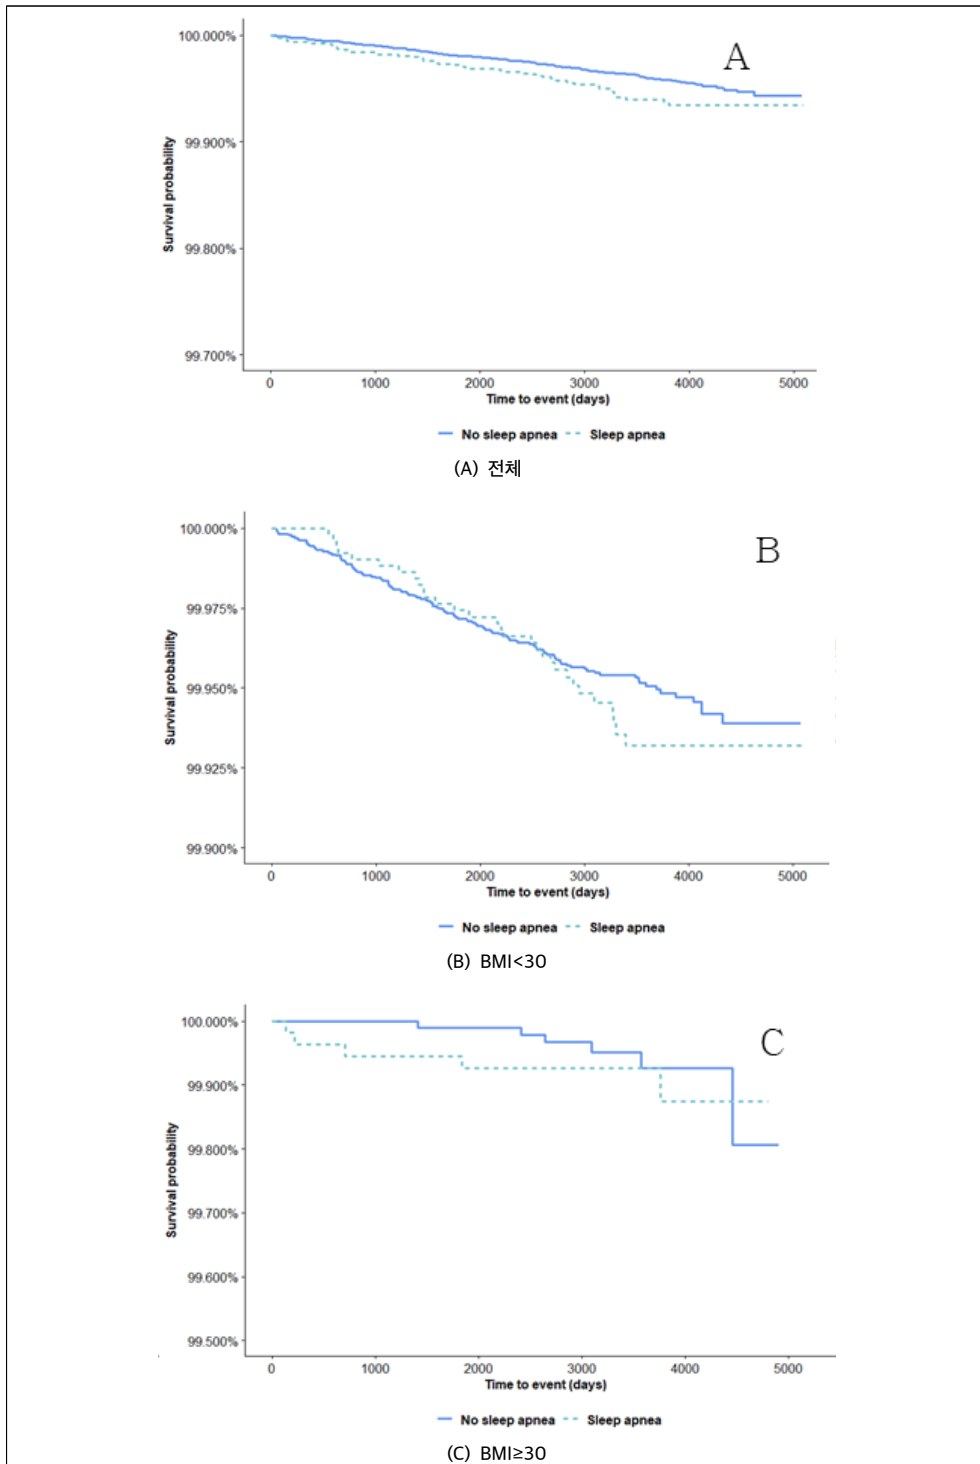 A
100.000%
99.900%
99.800%
99.700%
Survival probability
0 1000 2000 3000 4000 5000
Time to event (days)
No sleep apnea Sleep apnea
(A) 전체
B
100.000%
99.975%
99.950%
99.925%
99.900%
Survival probability
0 1000 2000 3000 4000 5000
Time to event (days)
No sleep apnea Sleep apnea
(B) BMI<30
C
100.000%
99.900%
99.800%
99.700%
99.600%
99.500%
Survival probability
0 1000 2000 3000 4000 5000
Time to event (days)
No sleep apnea Sleep apnea
(C) BMI≥30